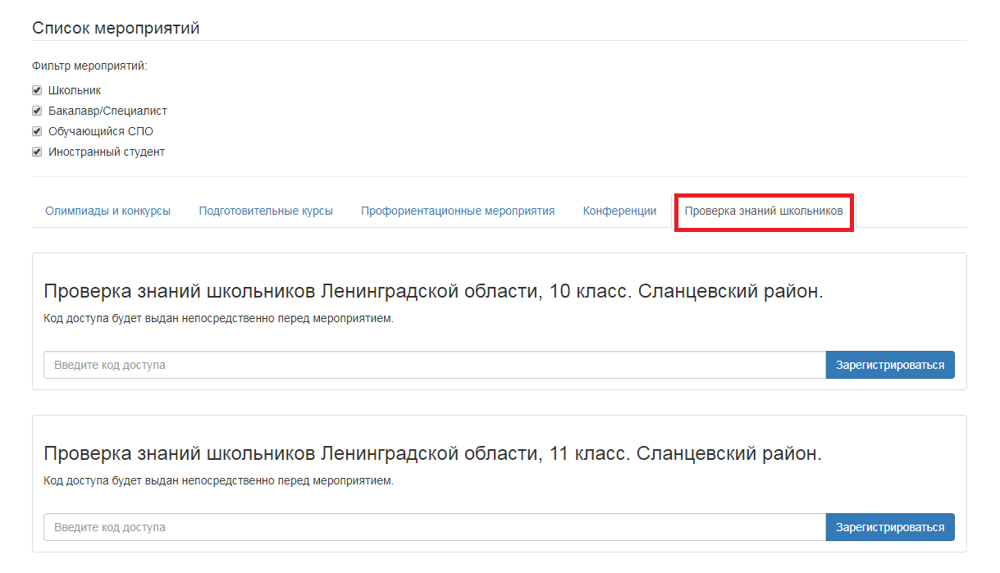 Список мероприятий
Фильтр мероприятий:
Школьник
Бакалавр/Специалист
Обучающийся СПО
Иностранный студент
Олимпиады и конкурсы Подготовительные курсы Профориентационные мероприятия Конференции Проверка знаний школьников
Проверка знаний школьников Ленинградской области, 10 класс. Сланцевский район.
Код доступа будет выдан непосредственно перед мероприятием.
Введите код доступа Зарегистрироваться
Проверка знаний школьников Ленинградской области, 11 класс. Сланцевский район.
Код доступа будет выдан непосредственно перед мероприятием.
Введите код доступа Зарегистрироваться